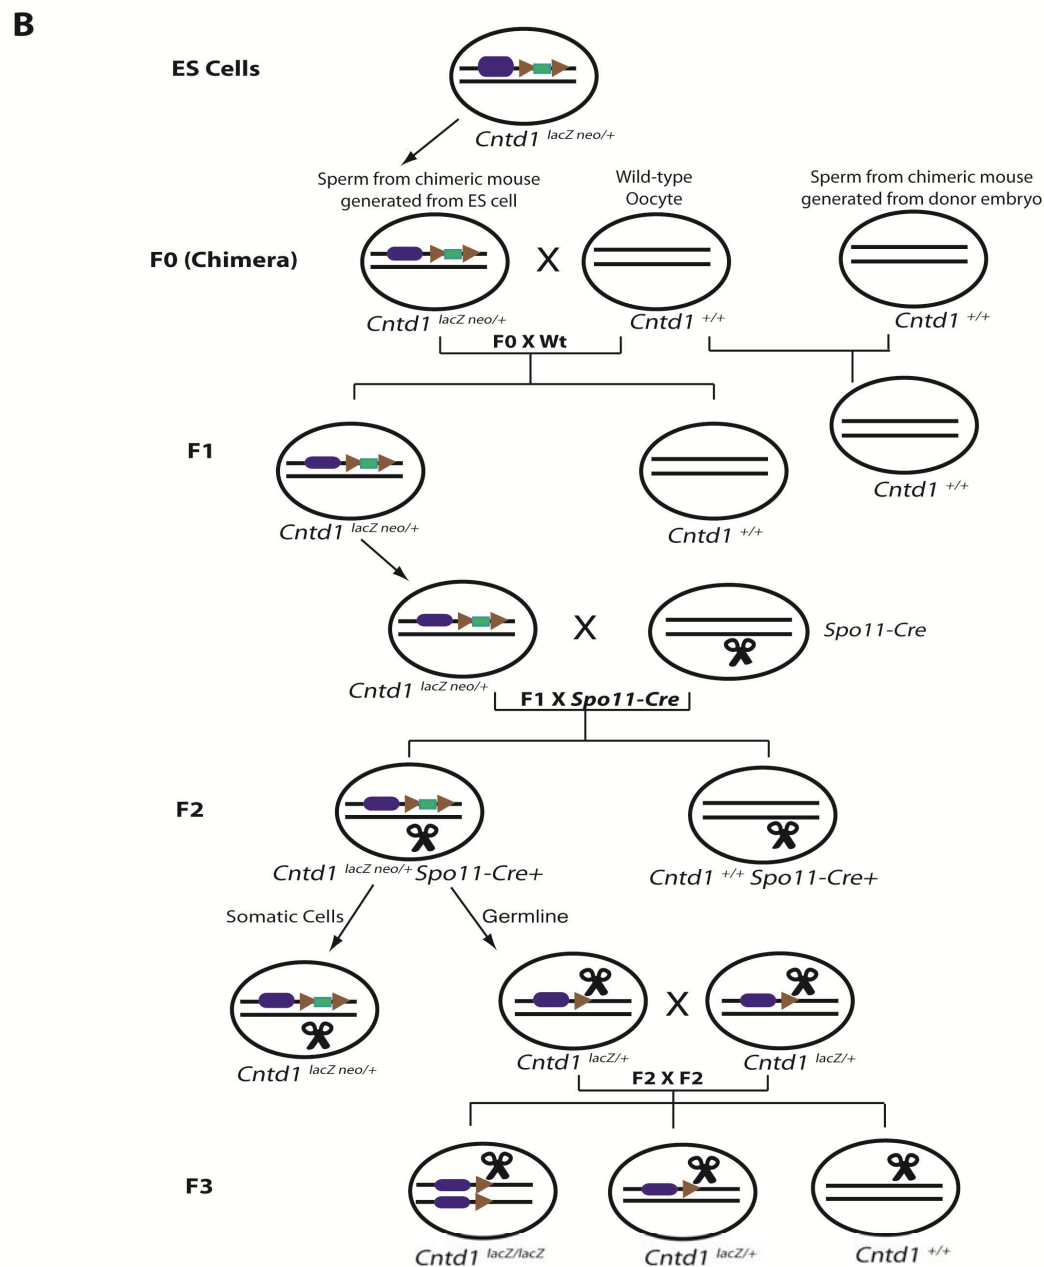 B
ES Cells
Cntd1 lacZ neo/+
Sperm from chimeric mouse
generated from ES cell
Wild-type
Oocyte
Sperm from chimeric mouse
generated from donor embryo
F0 (Chimera)
X
Cntd1 lacZ neo/+
Cntd1 +/+
Cntd1 +/+
F0 X Wt
F1
Cntd1 lacZ neo/+
Cntd1 +/+
Cntd1 +/+
X
Spo11-Cre
Cntd1 lacZ neo/+
F1 X Spo11-Cre
F2
Cntd1 lacZ neo/+ Spo11-Cre+
Cntd1 +/+ Spo11-Cre+
Somatic Cells
Germline
X
Cntd1 lacZ neo/+
Cntd1 lacZ/+
Cntd1 lacZ/+
F2 X F2
F3
Cntd1 lacZ/lacZ
Cntd1 lacZ/+
Cntd1 +/+